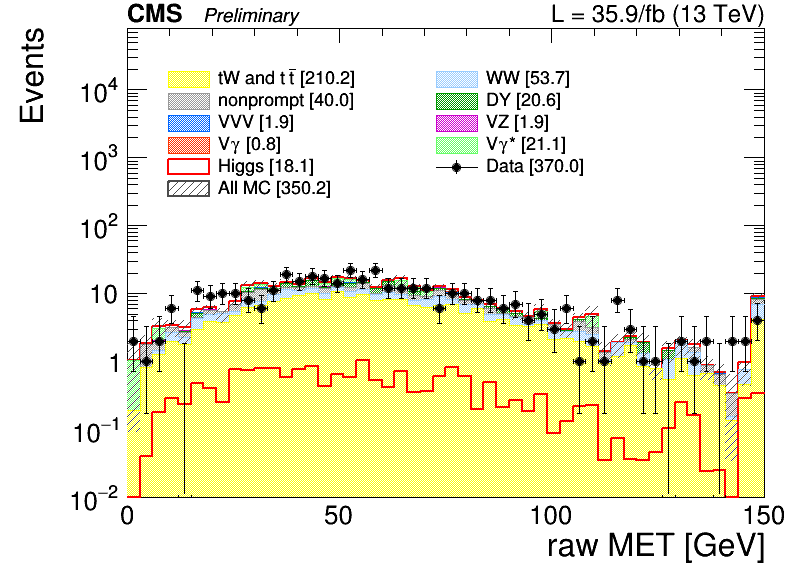 CMS Preliminary L = 35.9/fb (13 TeV)
Events
tW and tt̅ [210.2] WW [53.7]
nonprompt [40.0] DY [20.6]
VVV [1.9] VZ [1.9]
Vγ [0.8] Vγ* [21.1]
Higgs [18.1] Data [370.0]
All MC [350.2]
10⁴
10³
10²
10
1
10⁻¹
10⁻²
0 50 100 150
raw MET [GeV]